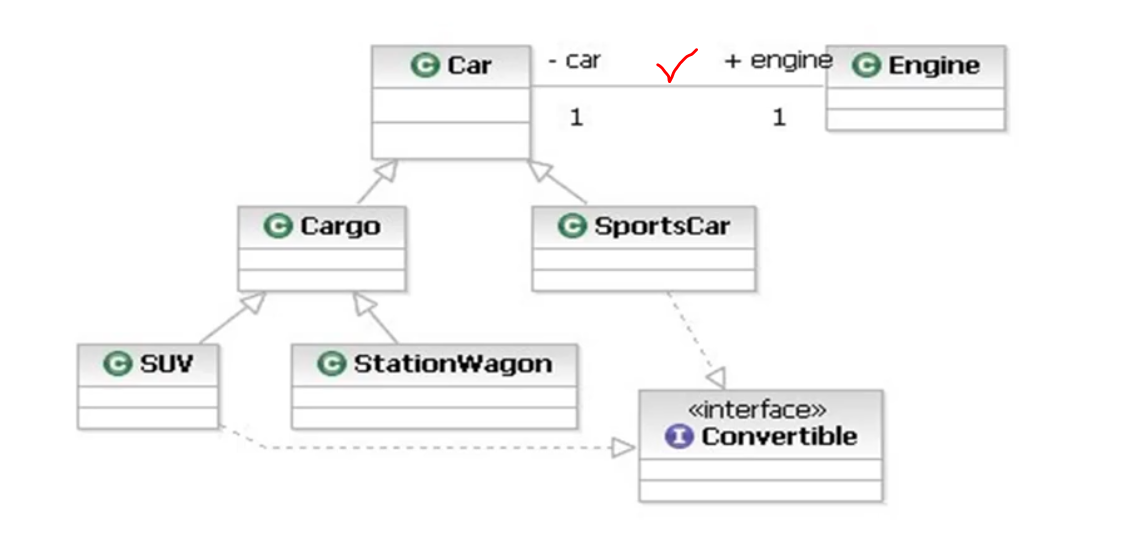 C Car
- car
+ engine
C Engine
1
1
C Cargo
C SportsCar
C SUV
C StationWagon
«interface»
I Convertible